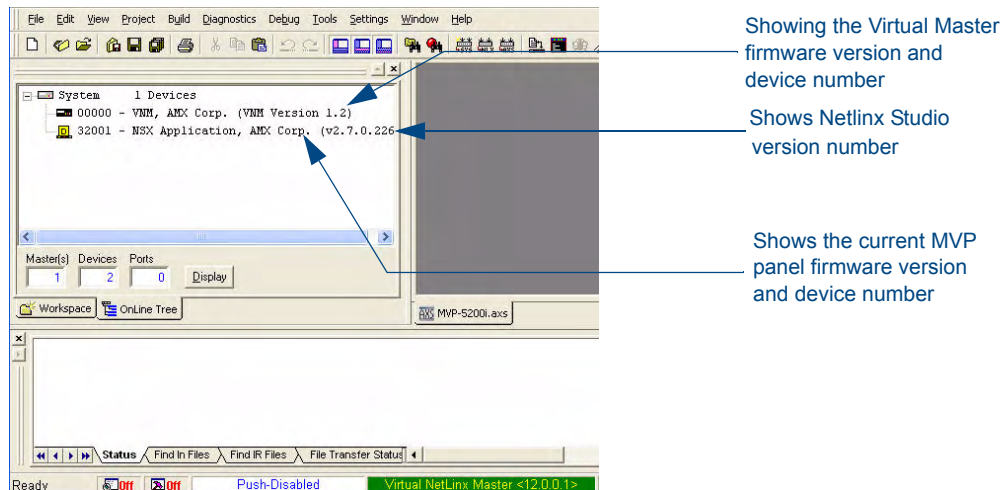 File Edit View Project Build Diagnostics Debug Tools Settings Window Help
System 1 Devices
00000 - VNM, AMX Corp. (VNM Version 1.2)
32001 - NSX Application, AMX Corp. (v2.7.0.226
Master(s) Devices Ports
1 2 0 Display
Workspace OnLine Tree
MVP-5200i.axs
Status Find In Files Find IR Files File Transfer Status
Ready Off Off Push-Disabled Virtual NetLinx Master <12.0.0.1>
Showing the Virtual Master
firmware version and
device number
Shows Netlinx Studio
version number
Shows the current MVP
panel firmware version
and device number